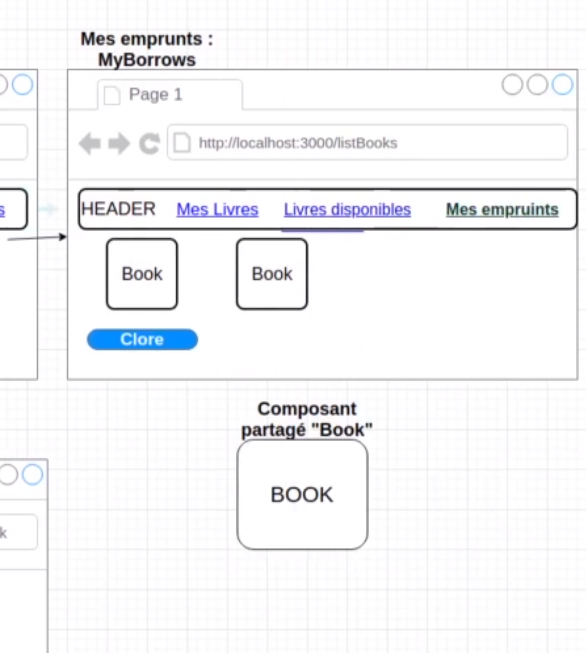 Mes emprunts :
MyBorrows
Page 1
http://localhost:3000/listBooks
s
HEADER Mes Livres Livres disponibles Mes empruints
Book Book
Clore
Composant
partagé "Book"
BOOK
k